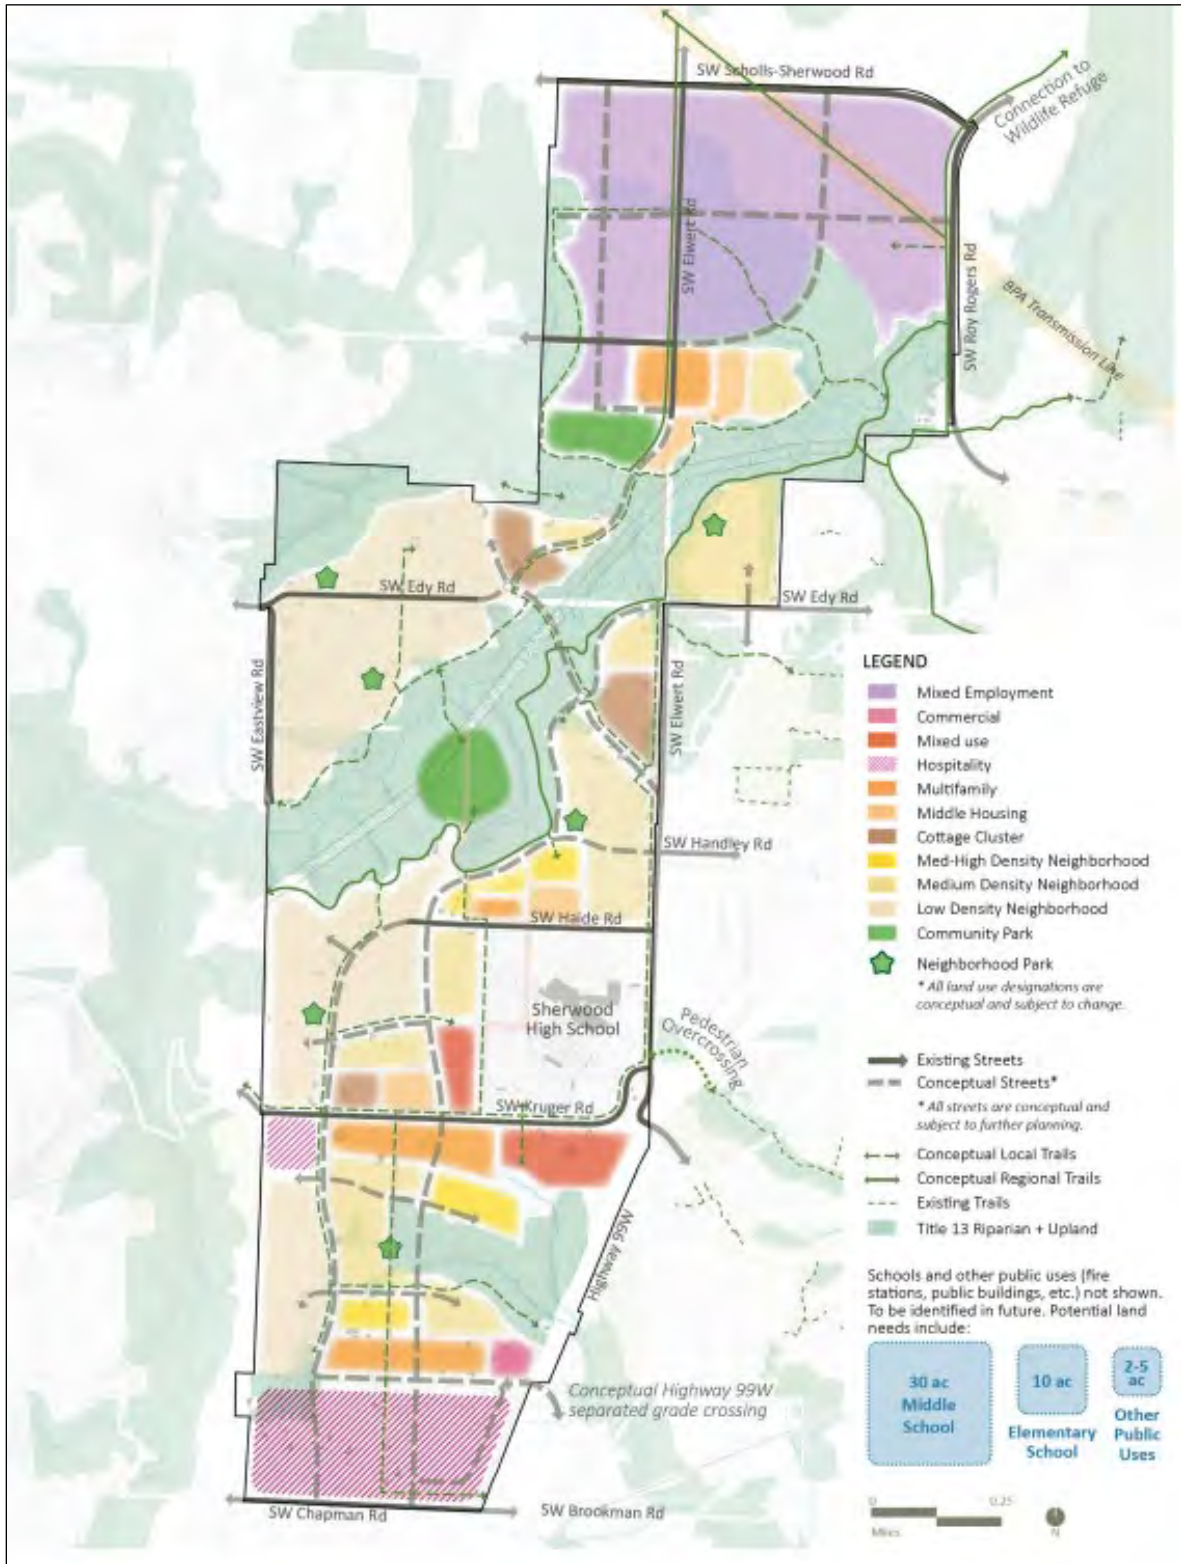 SW Scholls-Sherwood Rd
Connection to
Wildlife Refuge
SW Elwert Rd
SW Roy Rogers Rd
BPA Transmission Line
SW Edy Rd
SW Edy Rd
SW Eastview Rd
SW Elwert Rd
SW Handley Rd
SW Haide Rd
Sherwood
High School
Pedestrian
Overcrossing
SW Kruger Rd
Highway 99W
Conceptual Highway 99W
separated grade crossing
SW Chapman Rd
SW Brookman Rd
LEGEND
Mixed Employment
Commercial
Mixed use
Hospitality
Multifamily
Middle Housing
Cottage Cluster
Med-High Density Neighborhood
Medium Density Neighborhood
Low Density Neighborhood
Community Park
Neighborhood Park
* All land use designations are
conceptual and subject to change.
Existing Streets
Conceptual Streets*
* All streets are conceptual and
subject to further planning.
Conceptual Local Trails
Conceptual Regional Trails
Existing Trails
Title 13 Riparian + Upland
Schools and other public uses (fire
stations, public buildings, etc.) not shown.
To be identified in future. Potential land
needs include:
30 ac
Middle
School
10 ac
Elementary
School
2-5
ac
Other
Public
Uses
0 0.25
Miles
N